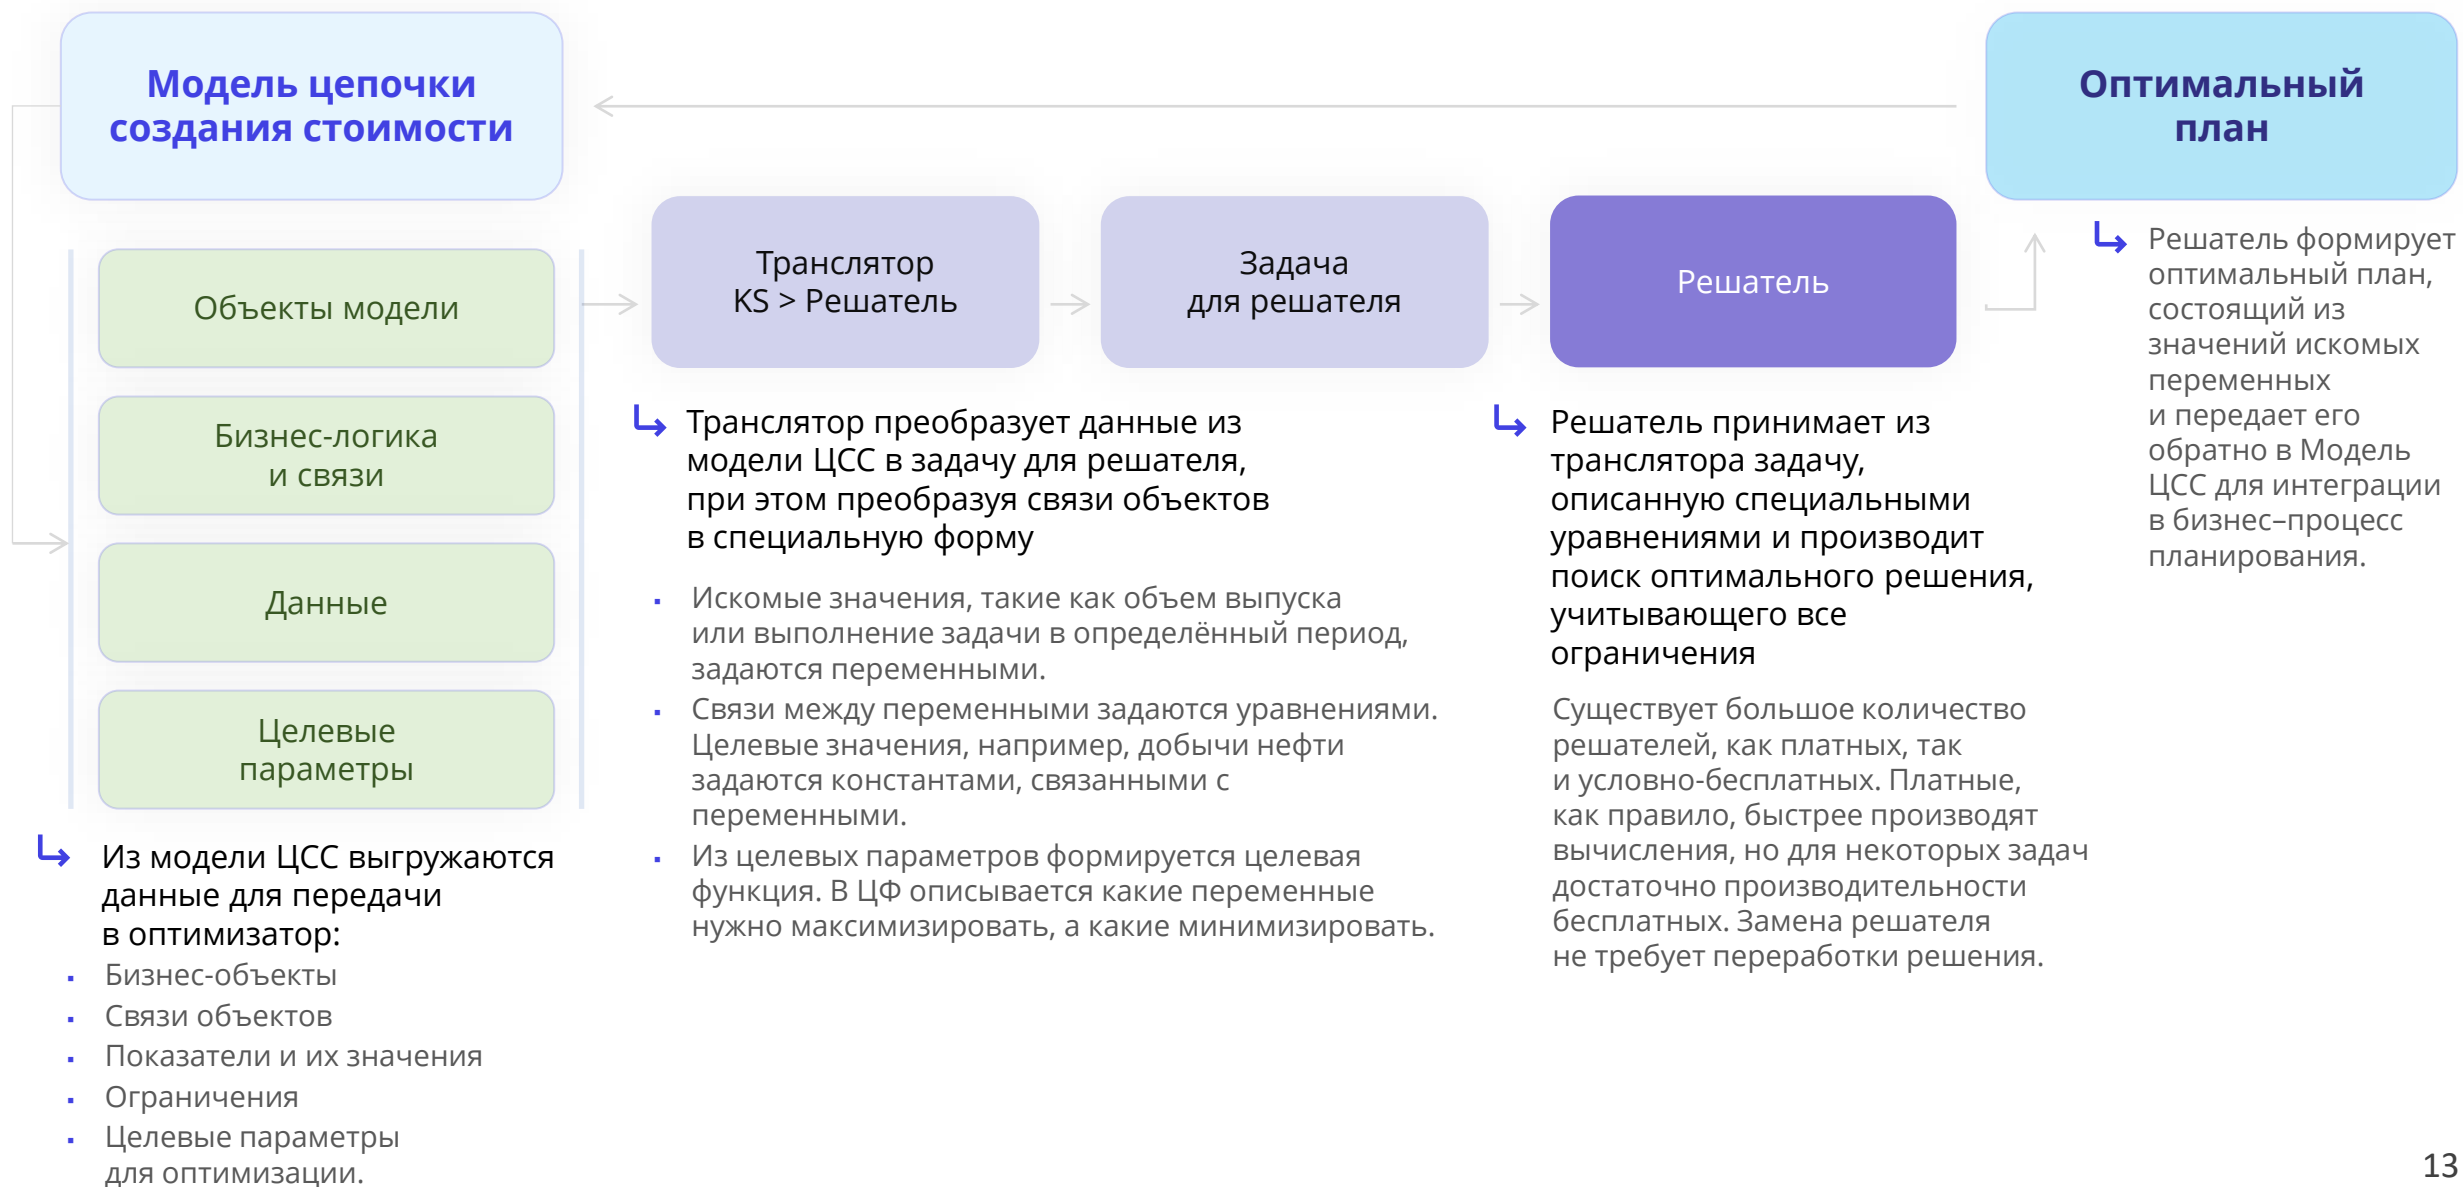 Модель цепочки
создания стоимости
Оптимальный
план
Объекты модели
Бизнес-логика
и связи
Данные
Целевые
параметры
Транслятор
KS > Решатель
Задача
для решателя
Решатель
Из модели ЦСС выгружаются
данные для передачи
в оптимизатор:
▪ Бизнес-объекты
▪ Связи объектов
▪ Показатели и их значения
▪ Ограничения
▪ Целевые параметры
для оптимизации.
Транслятор преобразует данные из
модели ЦСС в задачу для решателя,
при этом преобразуя связи объектов
в специальную форму
▪ Искомые значения, такие как объем выпуска
или выполнение задачи в определённый период,
задаются переменными.
▪ Связи между переменными задаются уравнениями.
Целевые значения, например, добычи нефти
задаются константами, связанными с
переменными.
▪ Из целевых параметров формируется целевая
функция. В ЦФ описывается какие переменные
нужно максимизировать, а какие минимизировать.
Решатель принимает из
транслятора задачу,
описанную специальными
уравнениями и производит
поиск оптимального решения,
учитывающего все
ограничения
Существует большое количество
решателей, как платных, так
и условно-бесплатных. Платные,
как правило, быстрее производят
вычисления, но для некоторых задач
достаточно производительности
бесплатных. Замена решателя
не требует переработки решения.
Решатель формирует
оптимальный план,
состоящий из
значений искомых
переменных
и передает его
обратно в Модель
ЦСС для интеграции
в бизнес–процесс
планирования.
13